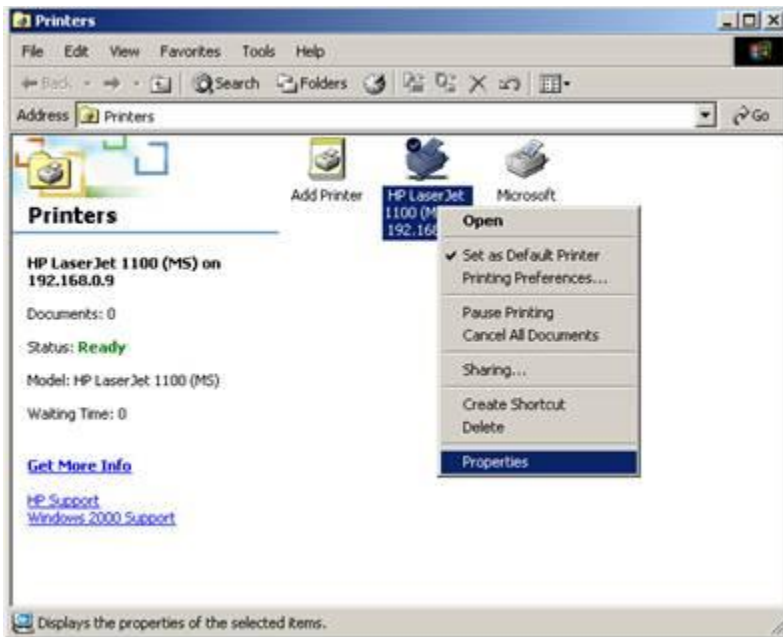 Printers
File Edit View Favorites Tools Help
Back Search Folders
Address Printers Go
Printers
HP LaserJet 1100 (MS) on
192.168.0.9
Documents: 0
Status: Ready
Model: HP LaserJet 1100 (MS)
Waiting Time: 0
Get More Info
HP Support
Windows 2000 Support
Add Printer
HP LaserJet
1100 (M
192.168
Microsoft
Open
Set as Default Printer
Printing Preferences...
Pause Printing
Cancel All Documents
Sharing...
Create Shortcut
Delete
Properties
Displays the properties of the selected items.